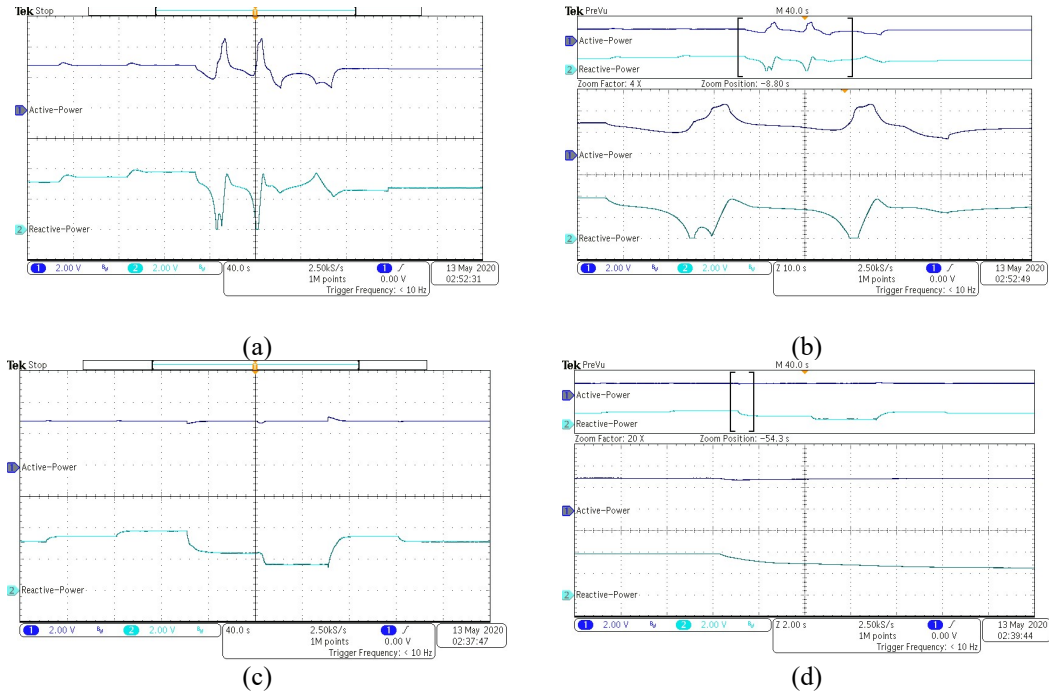 Tek Stop
1 Active-Power
2 Reactive-Power
1 2.00 V 2 2.00 V 40.0 s 2.50kS/s 1 13 May 2020
1M points 0.00 V 02:52:31
Trigger Frequency: < 10 Hz
(a)
Tek PreVu M 40.0 s
1 Active-Power
2 Reactive-Power
Zoom Factor: 4 X Zoom Position: -8.80 s
1 Active-Power
2 Reactive-Power
1 2.00 V 2 2.00 V Z 10.0 s 2.50kS/s 1 13 May 2020
1M points 0.00 V 02:52:49
Trigger Frequency: < 10 Hz
(b)
Tek Stop
1 Active-Power
2 Reactive-Power
1 2.00 V 2 2.00 V 40.0 s 2.50kS/s 1 13 May 2020
1M points 0.00 V 02:37:47
Trigger Frequency: < 10 Hz
(c)
Tek PreVu M 40.0 s
1 Active-Power
2 Reactive-Power
Zoom Factor: 20 X Zoom Position: -54.3 s
1 Active-Power
2 Reactive-Power
1 2.00 V 2 2.00 V Z 2.00 s 2.50kS/s 1 13 May 2020
1M points 0.00 V 02:39:44
Trigger Frequency: < 10 Hz
(d)